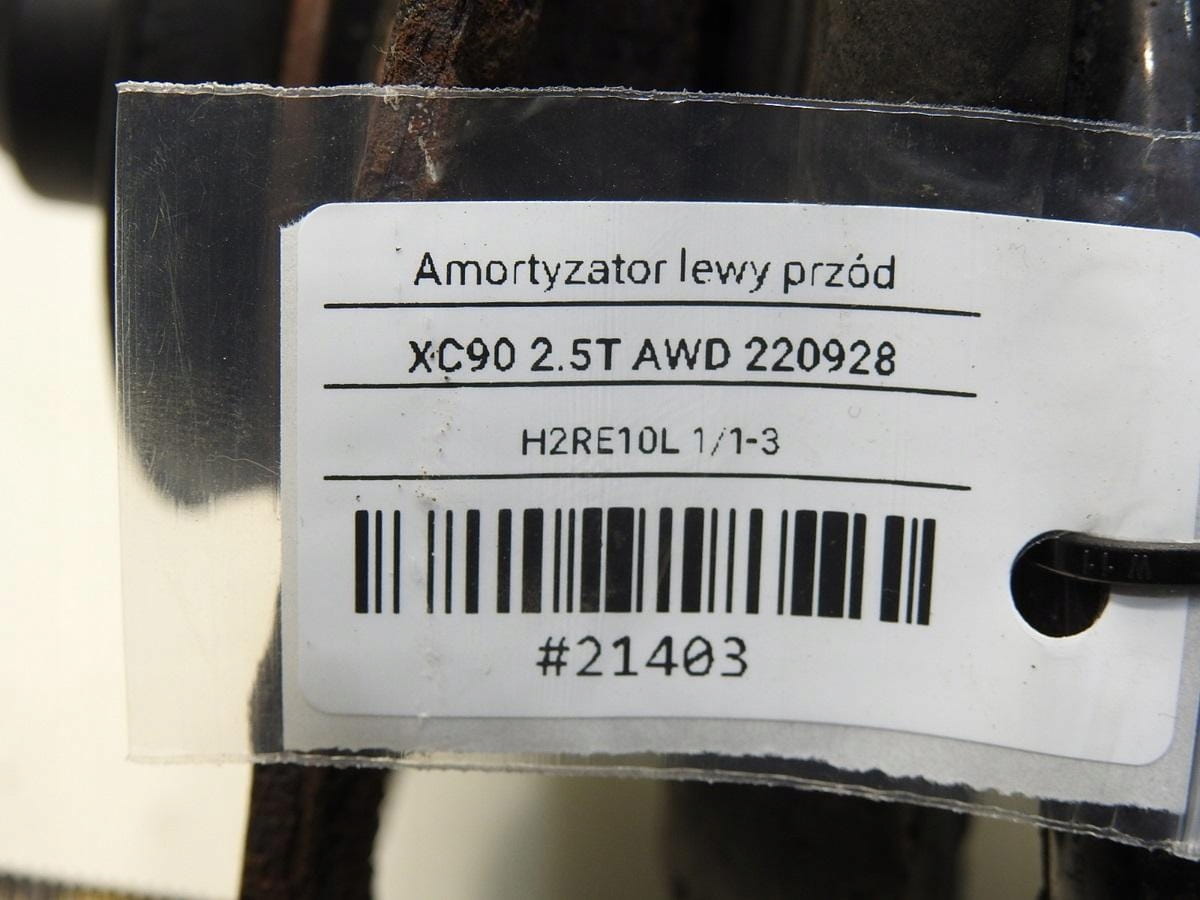 Amortyzator lewy przód
XC90 2.5T AWD 220928
H2RE10L 1/1-3
#21403